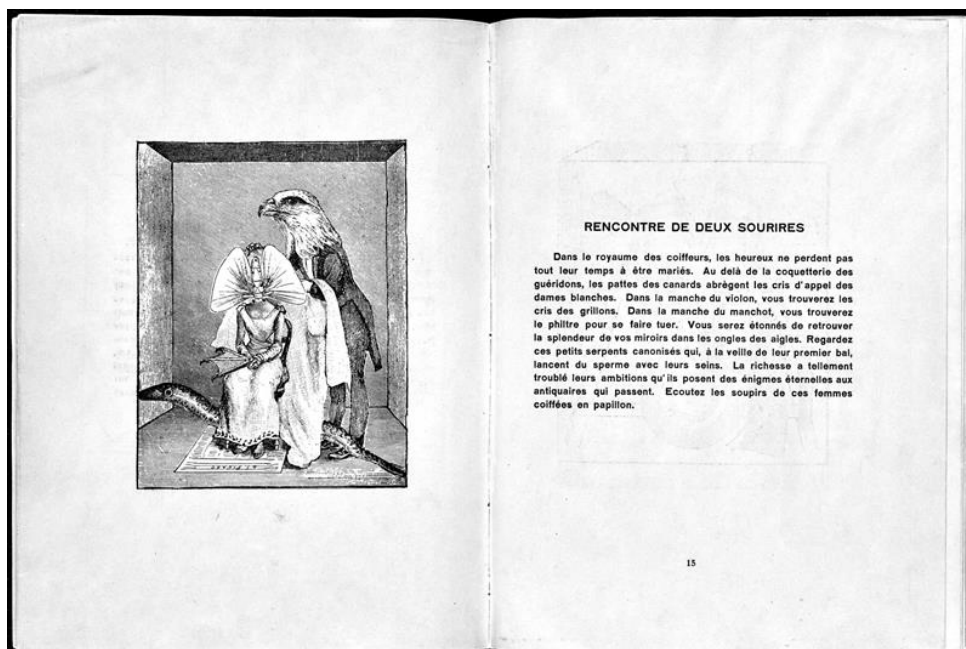 RENCONTRE DE DEUX SOURIRES
Dans le royaume des coiffeurs, les heureux ne perdent pas
tout leur temps à être mariés. Au delà de la coquetterie des
guéridons, les pattes des canards abrègent les cris d'appel des
dames blanches. Dans la manche du violon, vous trouverez les
cris des grillons. Dans la manche du manchot, vous trouverez
le philtre pour se faire tuer. Vous serez étonnés de retrouver
la splendeur de vos miroirs dans les ongles des aigles. Regardez
ces petits serpents canonisés qui, à la veille de leur premier bal,
lancent du sperme avec leurs seins. La richesse a tellement
troublé leurs ambitions qu'ils posent des énigmes éternelles aux
antiquaires qui passent. Ecoutez les soupirs de ces femmes
coiffées en papillon.
15